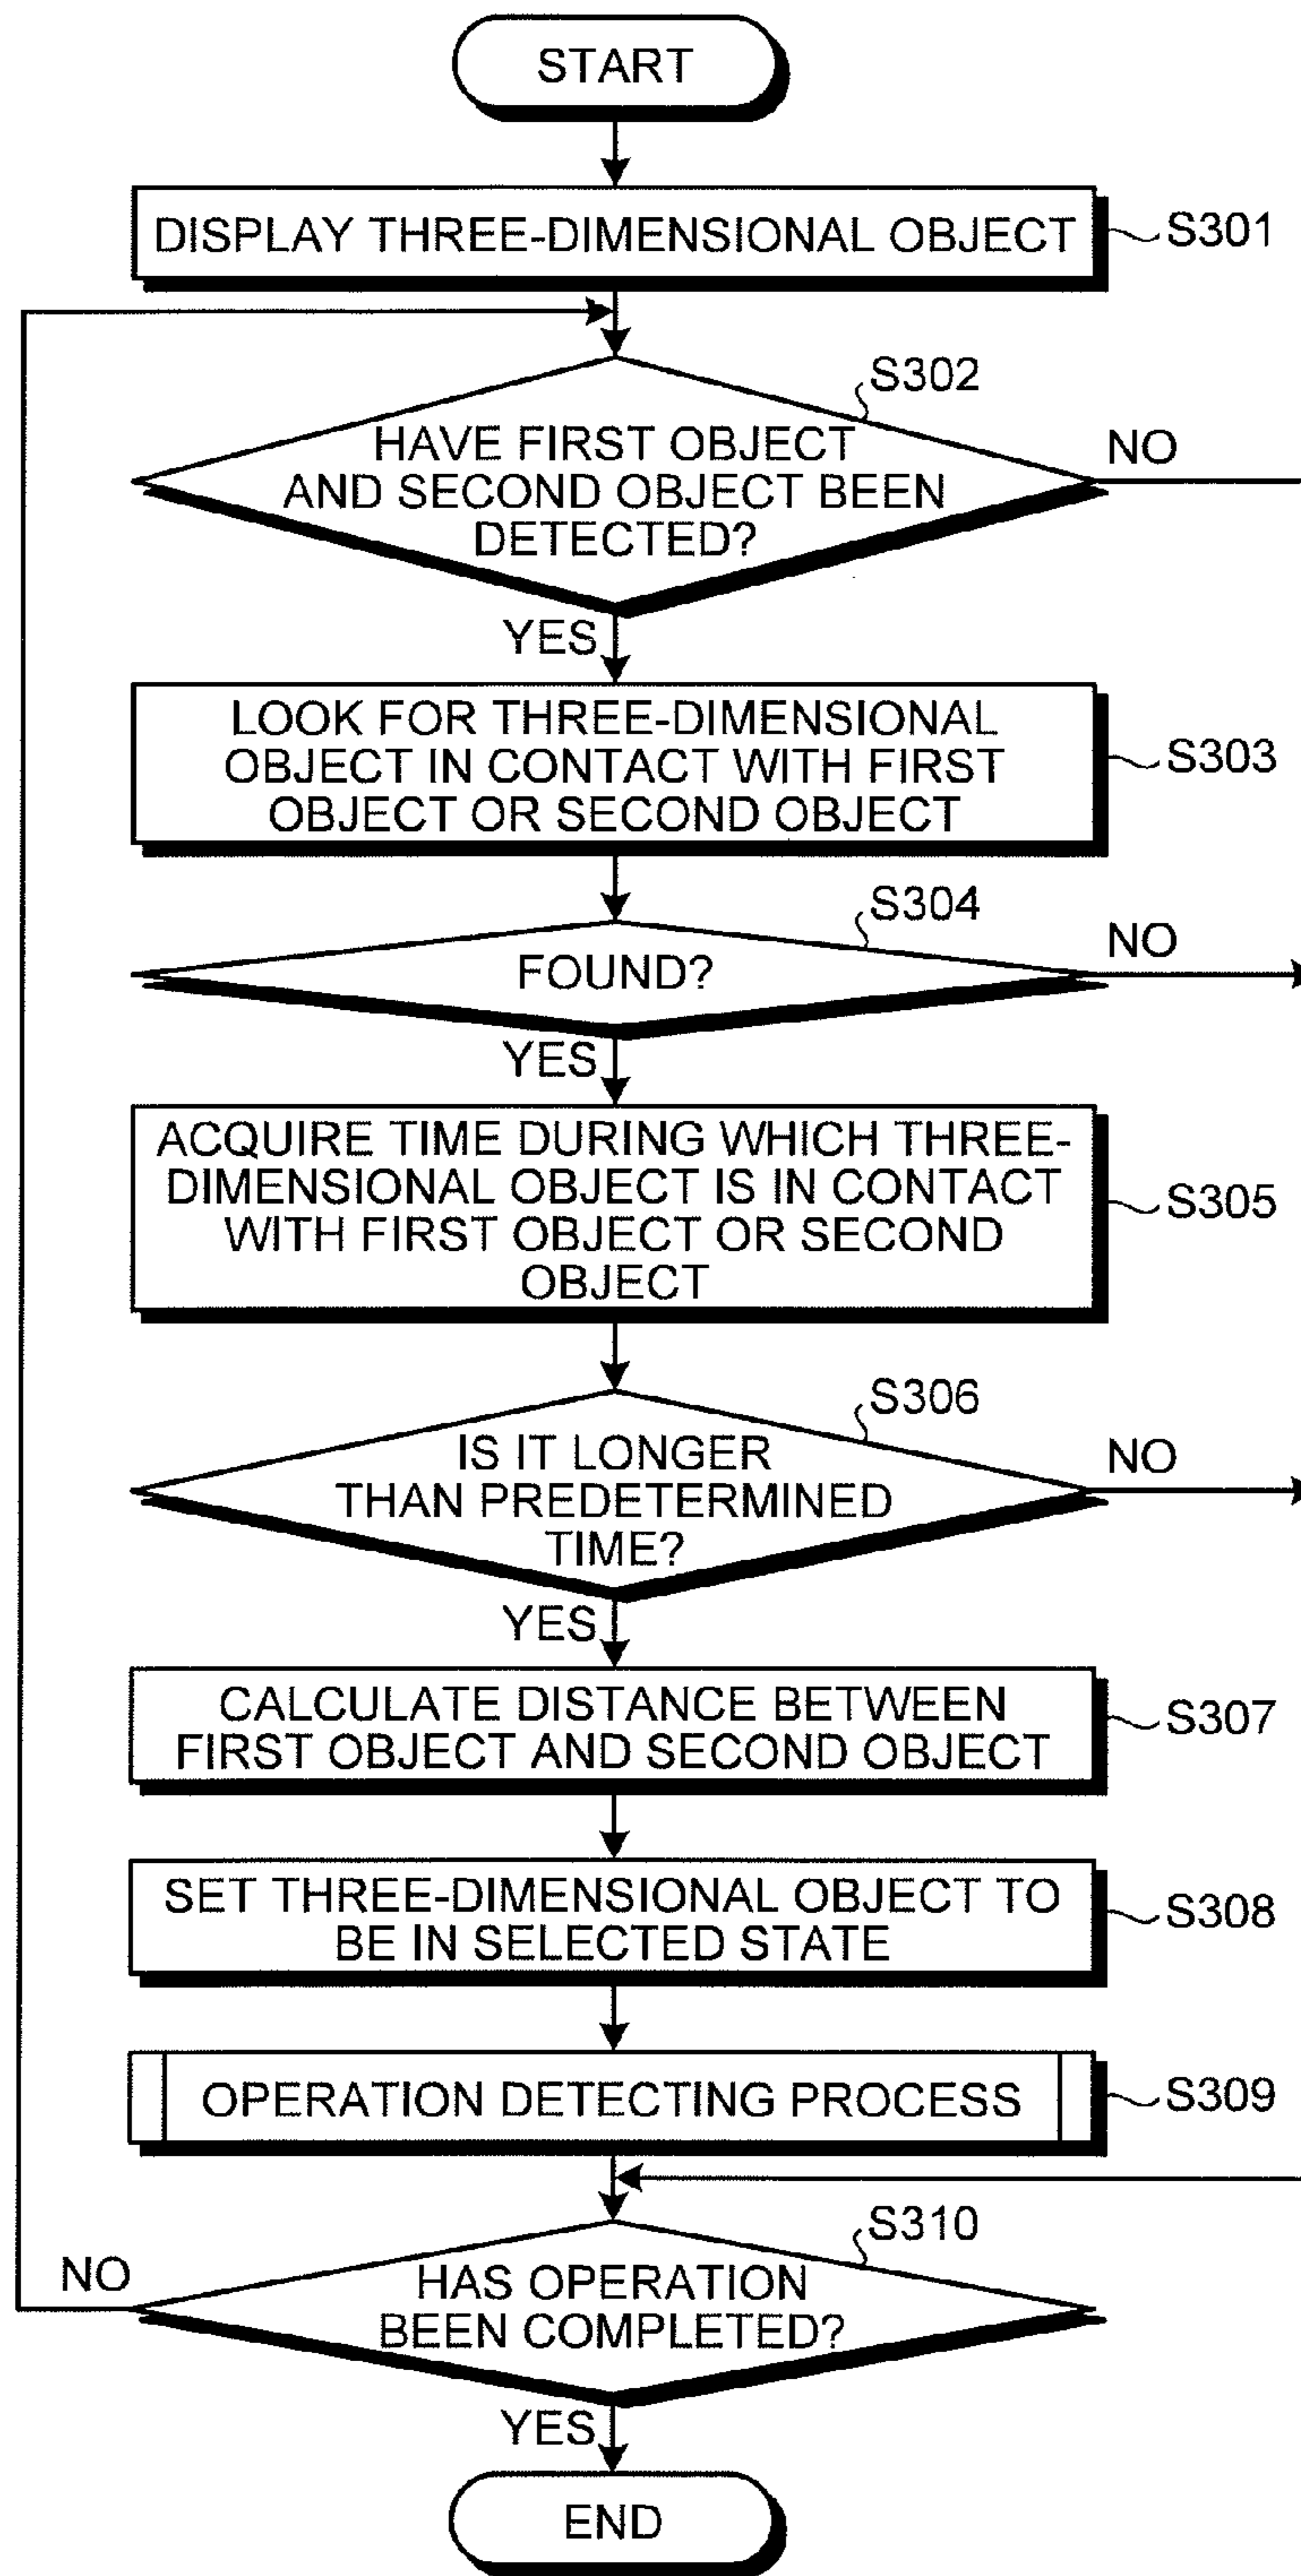 START
DISPLAY THREE-DIMENSIONAL OBJECT
S301
S302
HAVE FIRST OBJECT
AND SECOND OBJECT BEEN
DETECTED?
NO
YES
LOOK FOR THREE-DIMENSIONAL
OBJECT IN CONTACT WITH FIRST
OBJECT OR SECOND OBJECT
S303
S304
FOUND?
NO
YES
ACQUIRE TIME DURING WHICH THREE-
DIMENSIONAL OBJECT IS IN CONTACT
WITH FIRST OBJECT OR SECOND
OBJECT
S305
S306
IS IT LONGER
THAN PREDETERMINED
TIME?
NO
YES
CALCULATE DISTANCE BETWEEN
FIRST OBJECT AND SECOND OBJECT
S307
SET THREE-DIMENSIONAL OBJECT TO
BE IN SELECTED STATE
S308
OPERATION DETECTING PROCESS
S309
S310
NO
HAS OPERATION
BEEN COMPLETED?
YES
END